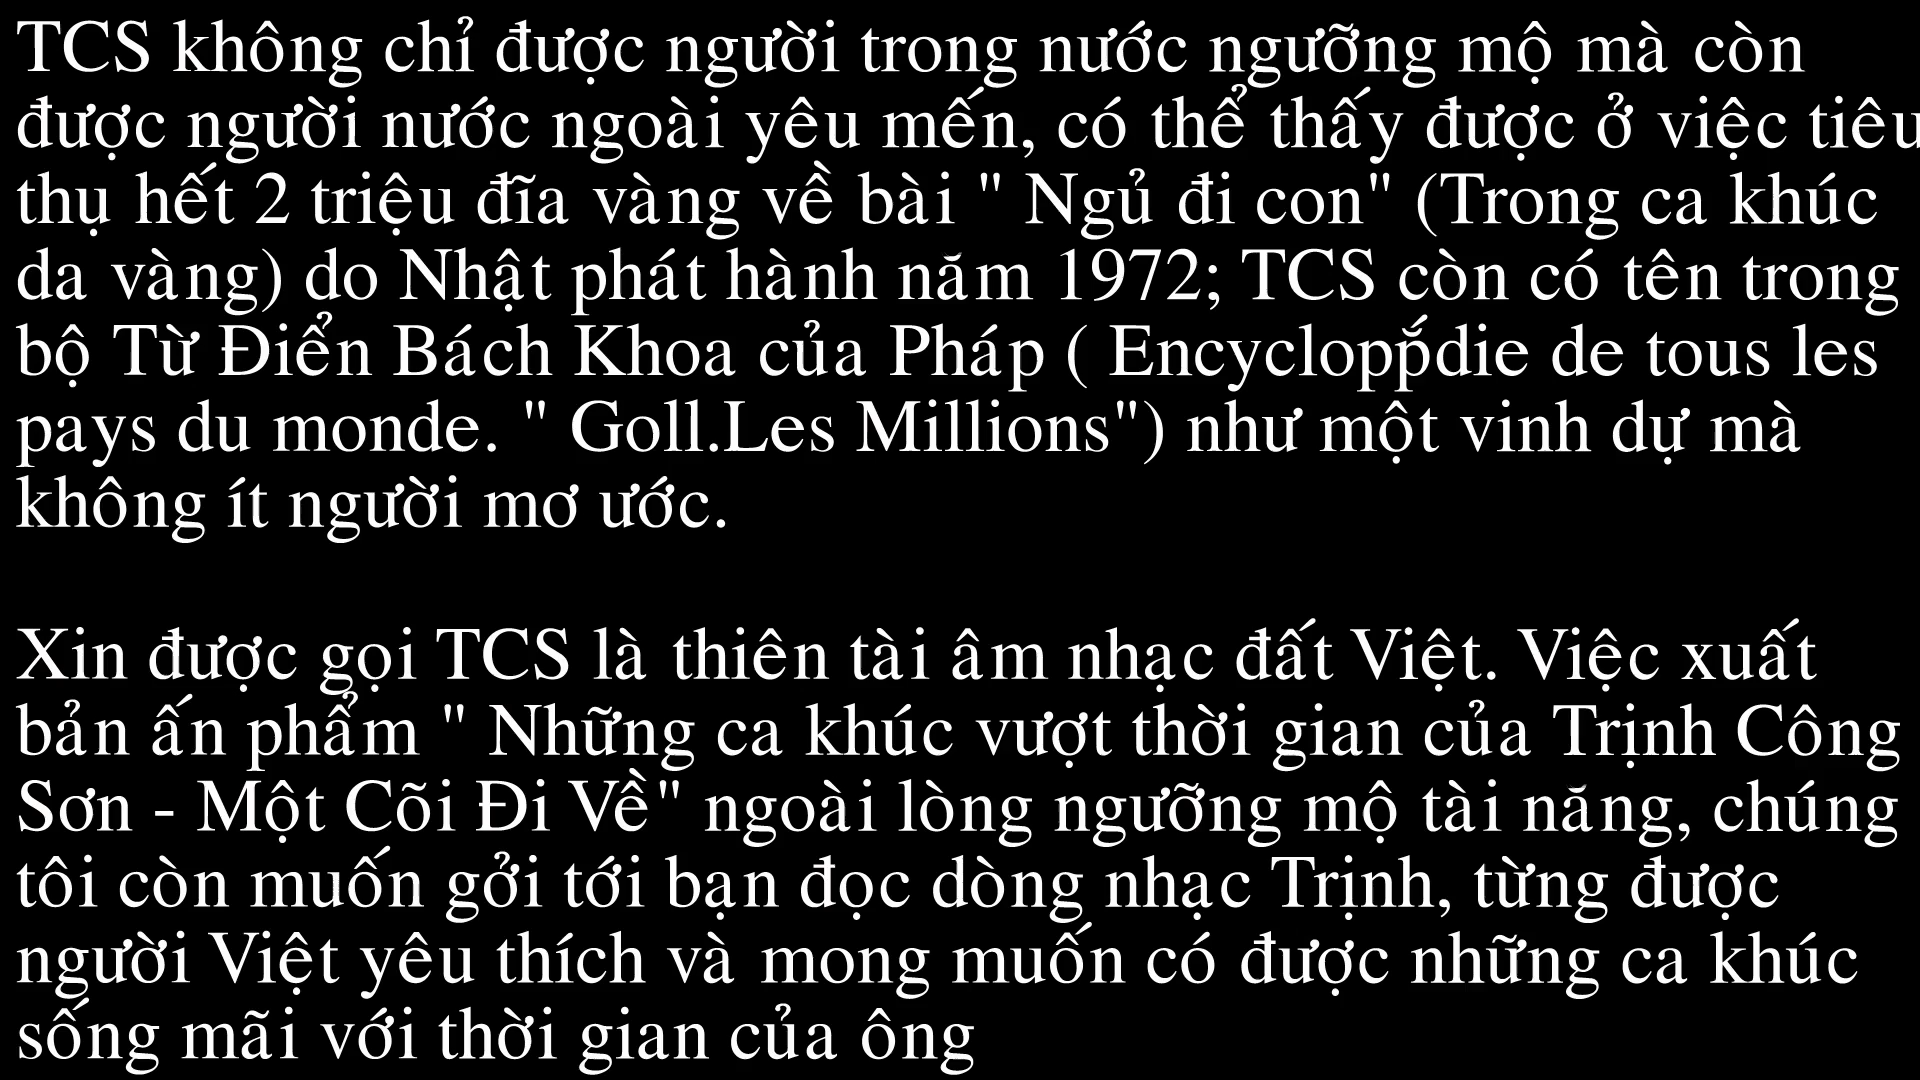 TCS không chỉ được người trong nước ngưỡng mộ mà còn
được người nước ngoài yêu mến, có thể thấy được ở việc tiêu
thụ hết 2 triệu đĩa vàng về bài " Ngủ đi con" (Trong ca khúc
da vàng) do Nhật phát hành năm 1972; TCS còn có tên trong
bộ Từ Điển Bách Khoa của Pháp ( Encyclopp̆́die de tous les
pays du monde. " Goll.Les Millions") như một vinh dự mà
không ít người mơ ước.
Xin được gọi TCS là thiên tài âm nhạc đất Việt. Việc xuất
bản ấn phẩm " Những ca khúc vượt thời gian của Trịnh Công
Sơn - Một Cõi Đi Về" ngoài lòng ngưỡng mộ tài năng, chúng
tôi còn muốn gởi tới bạn đọc dòng nhạc Trịnh, từng được
người Việt yêu thích và mong muốn có được những ca khúc
sống mãi với thời gian của ông